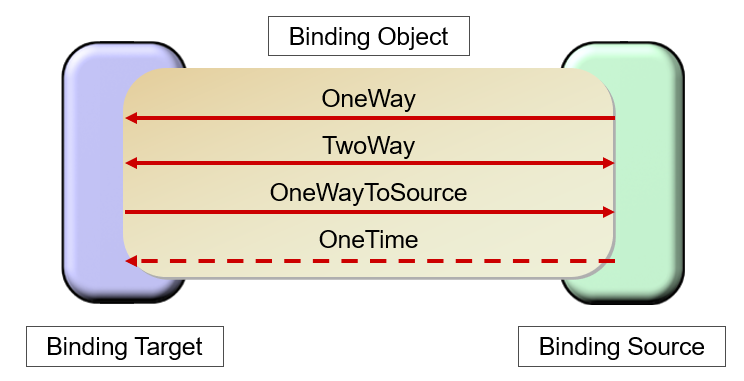 Binding Object
OneWay
TwoWay
OneWayToSource
OneTime
Binding Target
Binding Source